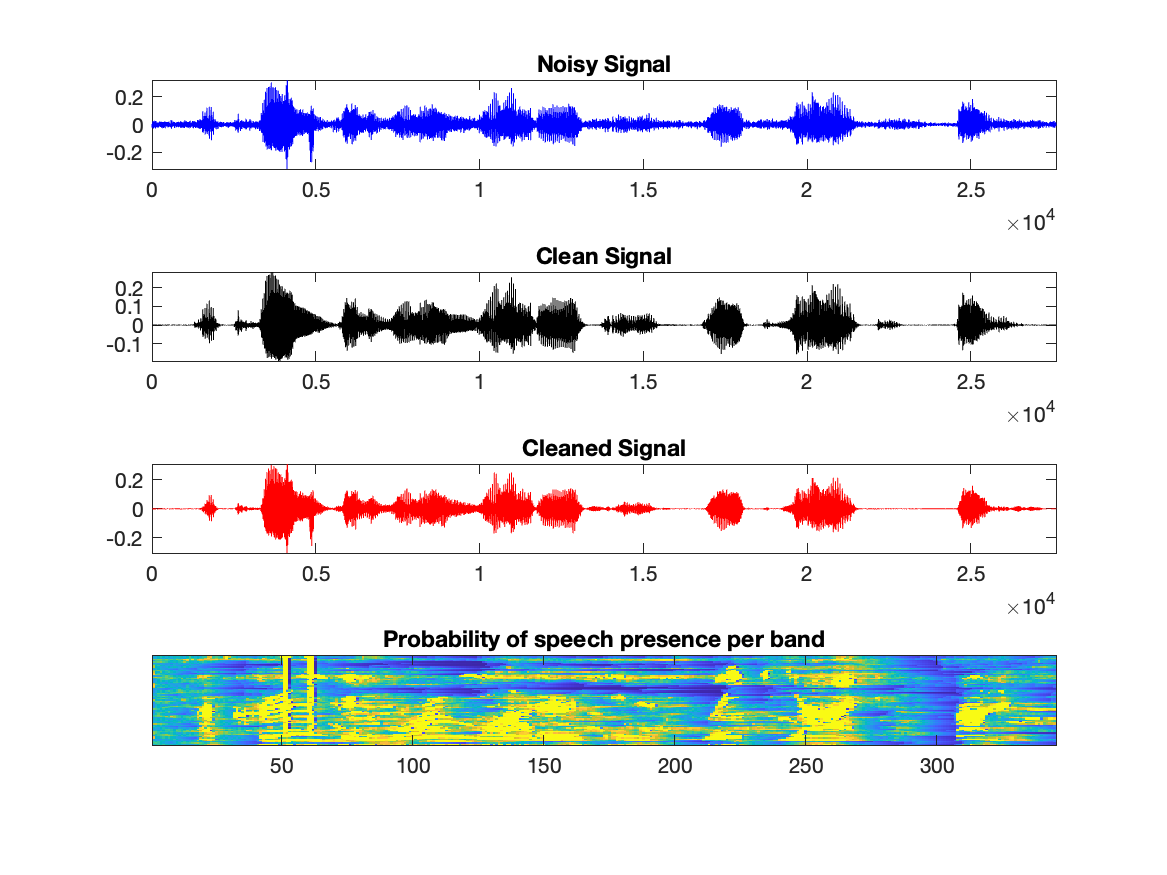 Noisy Signal
0.2
0
-0.2
0 0.5 1 1.5 2 2.5
×10^4
Clean Signal
0.2
0.1
0
-0.1
0 0.5 1 1.5 2 2.5
×10^4
Cleaned Signal
0.2
0
-0.2
0 0.5 1 1.5 2 2.5
×10^4
Probability of speech presence per band
50 100 150 200 250 300